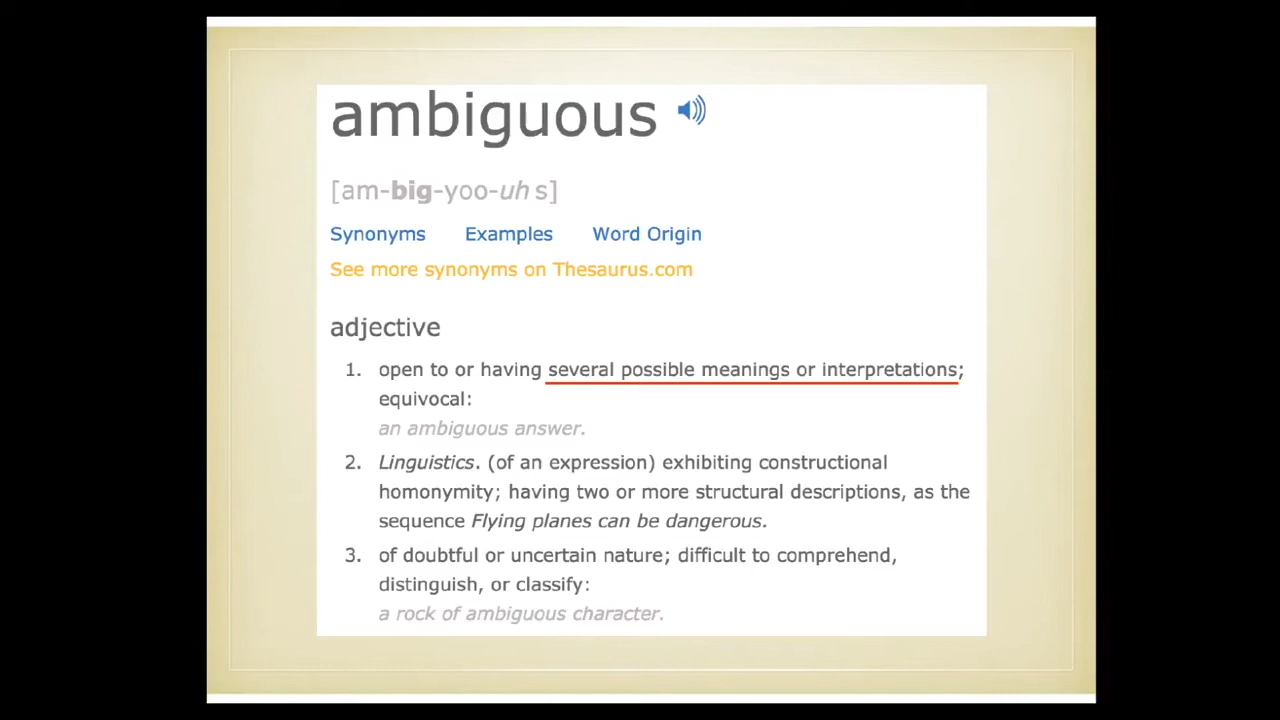 ambiguous
[am-big-yoo-uh s]
Synonyms Examples Word Origin
See more synonyms on Thesaurus.com
adjective
1. open to or having several possible meanings or interpretations;
equivocal:
an ambiguous answer.
2. Linguistics. (of an expression) exhibiting constructional
homonymity; having two or more structural descriptions, as the
sequence Flying planes can be dangerous.
3. of doubtful or uncertain nature; difficult to comprehend,
distinguish, or classify:
a rock of ambiguous character.